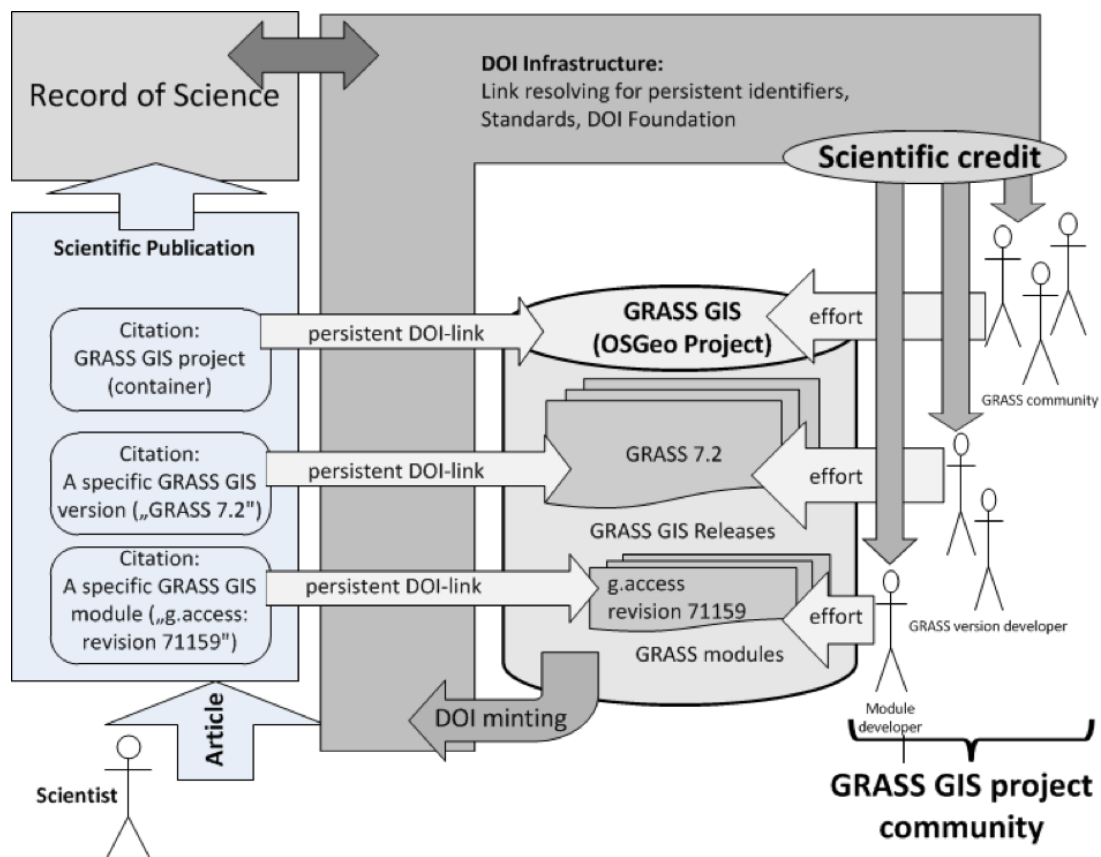 Record of Science
DOI Infrastructure:
Link resolving for persistent identifiers,
Standards, DOI Foundation
Scientific credit
Scientific Publication
Citation:
GRASS GIS project
(container)
persistent DOI-link
GRASS GIS
(OSGeo Project)
effort
GRASS community
Citation:
A specific GRASS GIS
version („GRASS 7.2")
persistent DOI-link
GRASS 7.2
effort
GRASS GIS Releases
Citation:
A specific GRASS GIS
module („g.access:
revision 71159")
persistent DOI-link
g.access
revision 71159
effort
GRASS version developer
GRASS modules
Module
developer
DOI minting
Article
Scientist
GRASS GIS project
community